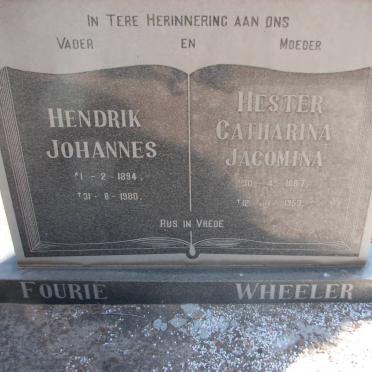 In Tere Herinnering aan ons
Vader en Moeder
Hendrik
Johannes
*1 - 2 - 1894.
†31 - 8 - 1980.
Hester
Catharina
Jacomina
Rus in Vrede
Fourie Wheeler